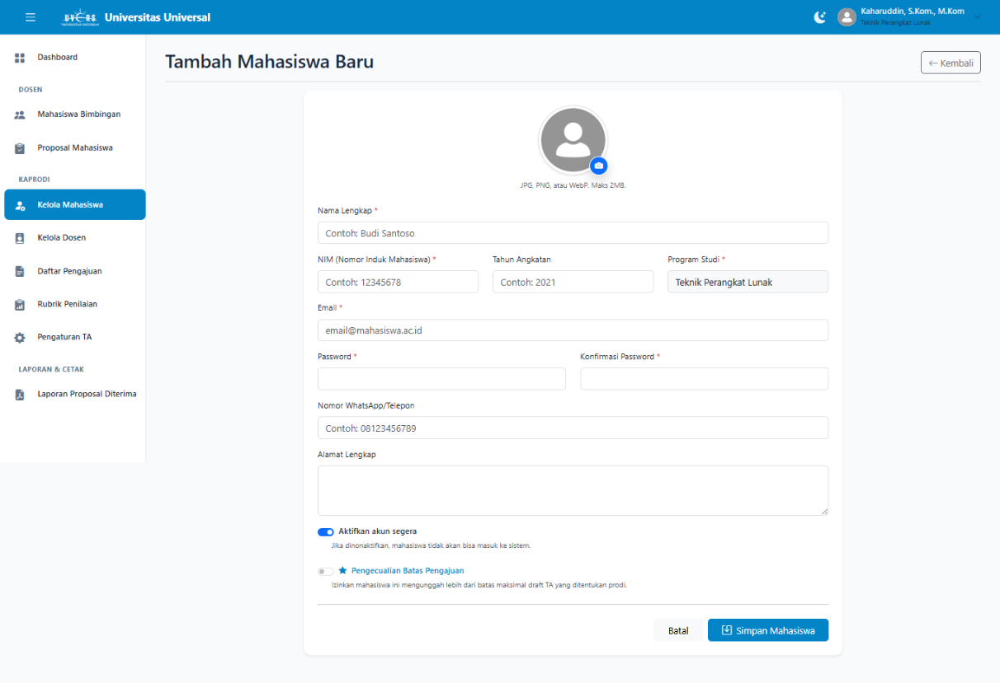 UVERS
UNIVERSITAS UNIVERSAL
Universitas Universal
Kaharuddin, S.Kom., M.Kom
Teknik Perangkat Lunak
Dashboard
DOSEN
Mahasiswa Bimbingan
Proposal Mahasiswa
KAPRODI
Kelola Mahasiswa
Kelola Dosen
Daftar Pengajuan
Rubrik Penilaian
Pengaturan TA
LAPORAN & CETAK
Laporan Proposal Diterima
Tambah Mahasiswa Baru
← Kembali
JPG, PNG, atau WebP. Maks 2MB.
Nama Lengkap *
Contoh: Budi Santoso
NIM (Nomor Induk Mahasiswa) * Tahun Angkatan Program Studi *
Contoh: 12345678 Contoh: 2021 Teknik Perangkat Lunak
Email *
email@mahasiswa.ac.id
Password * Konfirmasi Password *
Nomor WhatsApp/Telepon
Contoh: 08123456789
Alamat Lengkap
Aktifkan akun segera
Jika dinonaktifkan, mahasiswa tidak akan bisa masuk ke sistem.
Pengecualian Batas Pengajuan
Izinkan mahasiswa ini mengunggah lebih dari batas maksimal draft TA yang ditentukan prodi.
Batal Simpan Mahasiswa